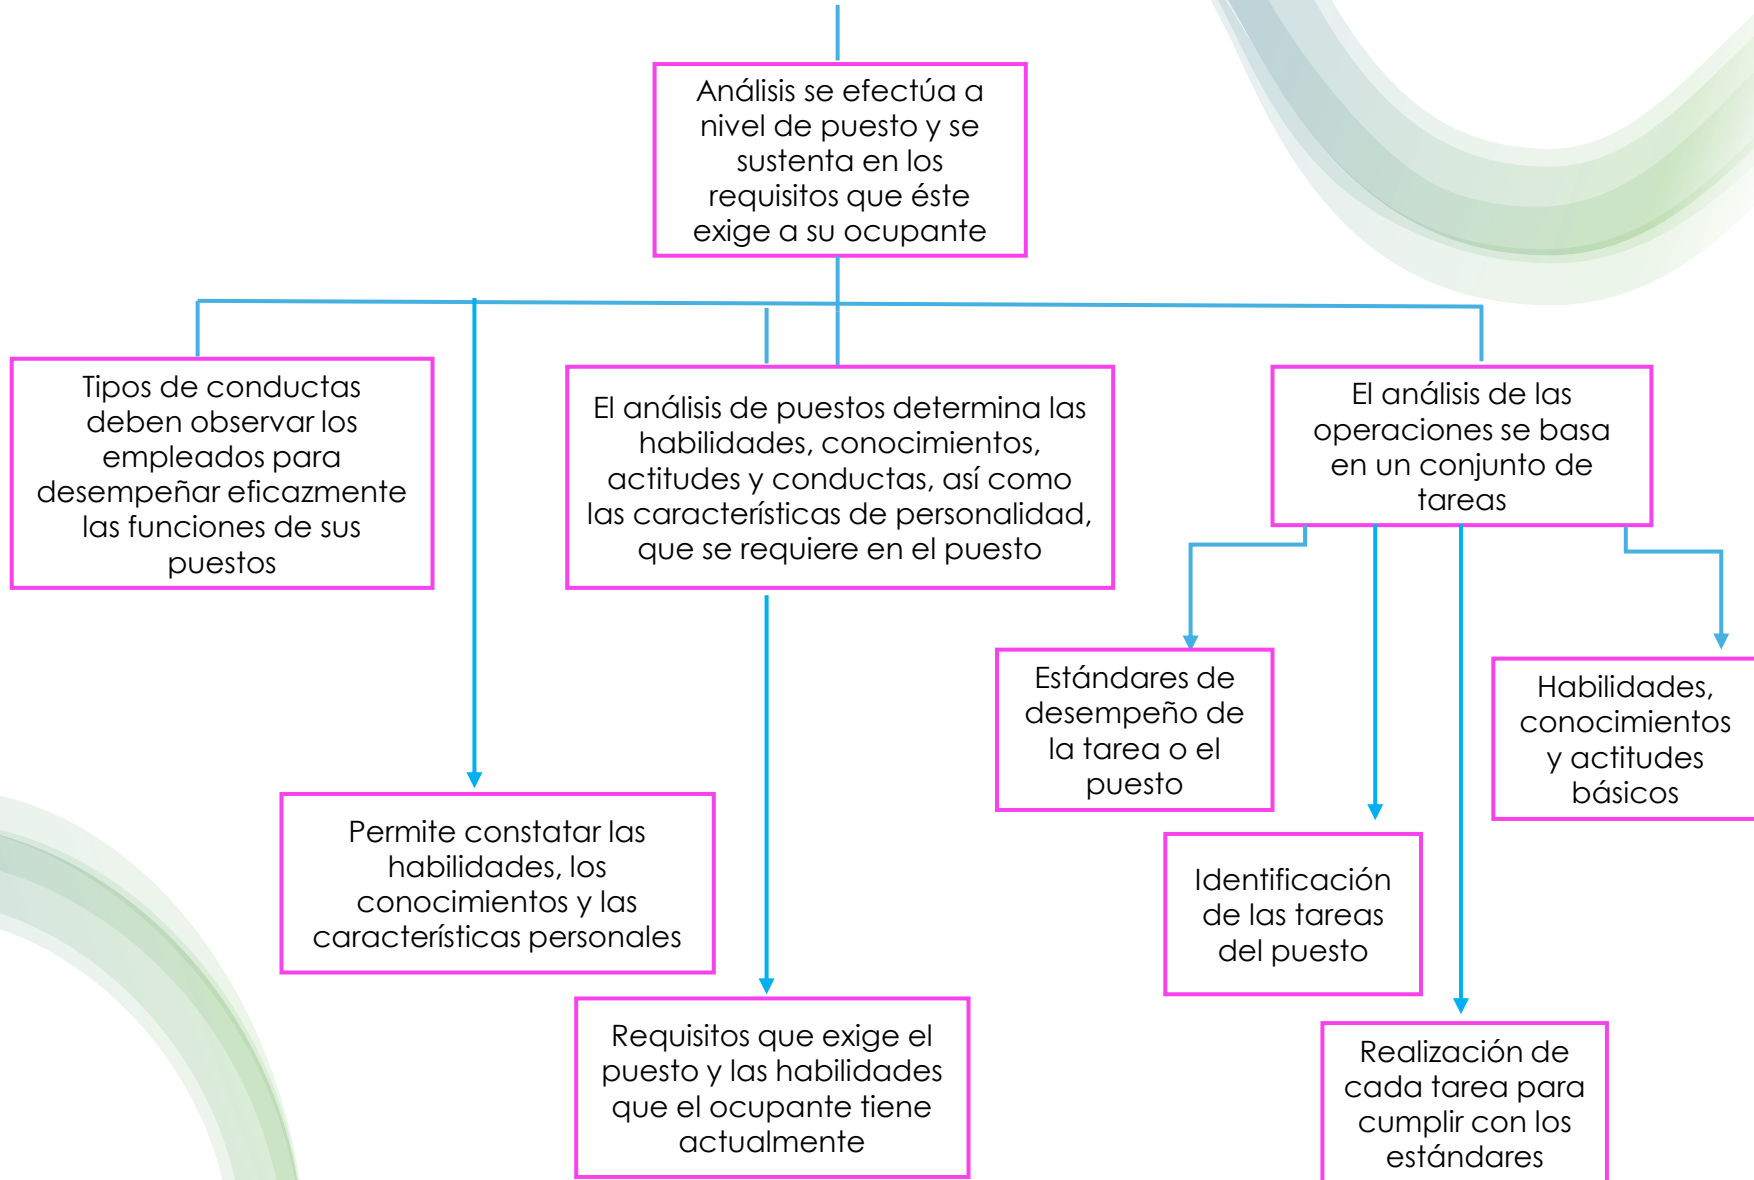 Análisis se efectúa a
nivel de puesto y se
sustenta en los
requisitos que éste
exige a su ocupante
Tipos de conductas
deben observar los
empleados para
desempeñar eficazmente
las funciones de sus
puestos
El análisis de puestos determina las
habilidades, conocimientos,
actitudes y conductas, así como
las características de personalidad,
que se requiere en el puesto
El análisis de las
operaciones se basa
en un conjunto de
tareas
Estándares de
desempeño de
la tarea o el
puesto
Habilidades,
conocimientos
y actitudes
básicos
Permite constatar las
habilidades, los
conocimientos y las
características personales
Identificación
de las tareas
del puesto
Requisitos que exige el
puesto y las habilidades
que el ocupante tiene
actualmente
Realización de
cada tarea para
cumplir con los
estándares